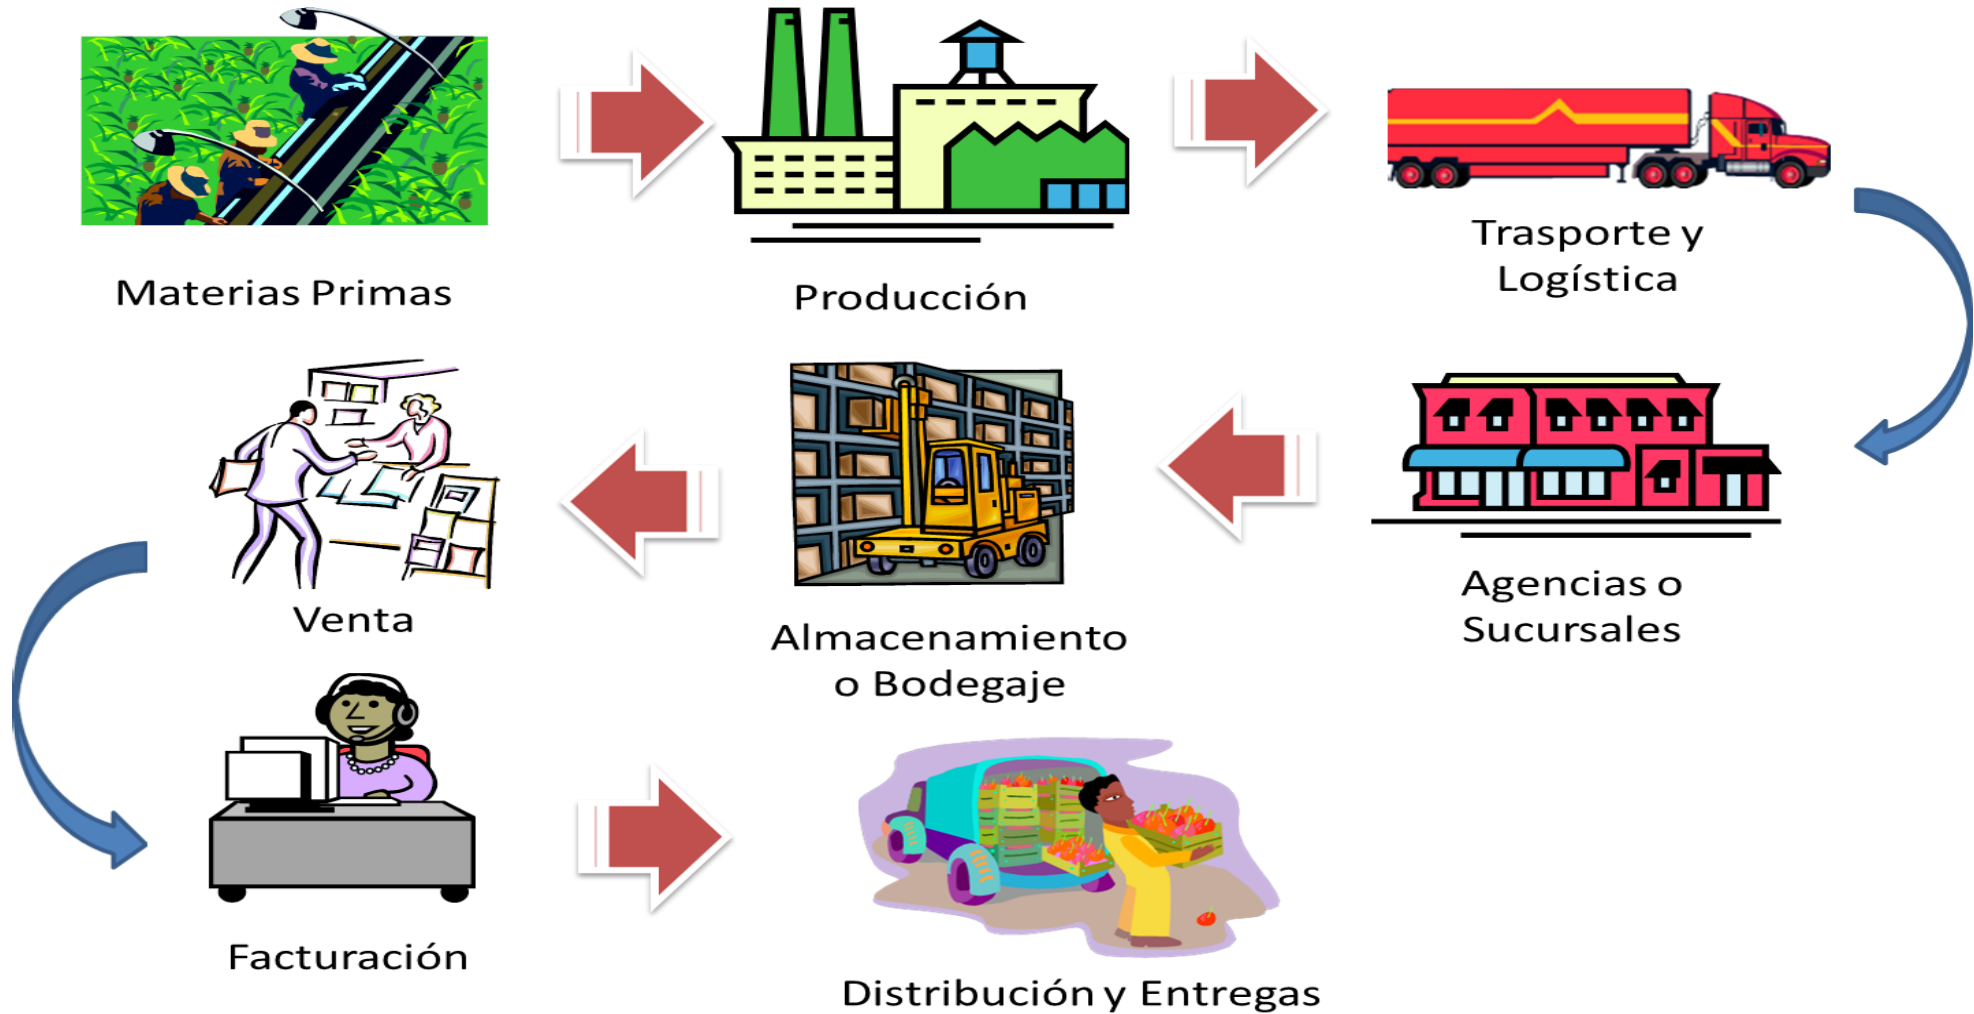 Materias Primas
Producción
Trasporte y
Logística
Venta
Almacenamiento
o Bodegaje
Agencias o
Sucursales
Facturación
Distribución y Entregas